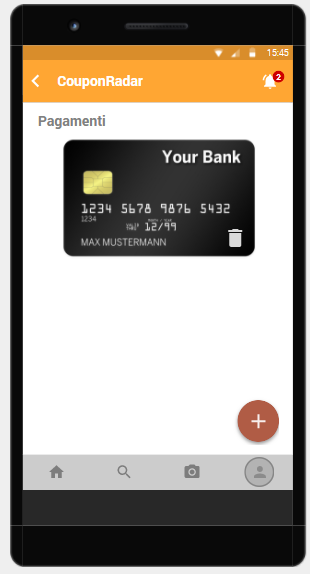 15:45
CouponRadar
2
Pagamenti
Your Bank
1234 5678 9876 5432
1234
12/99
MAX MUSTERMANN